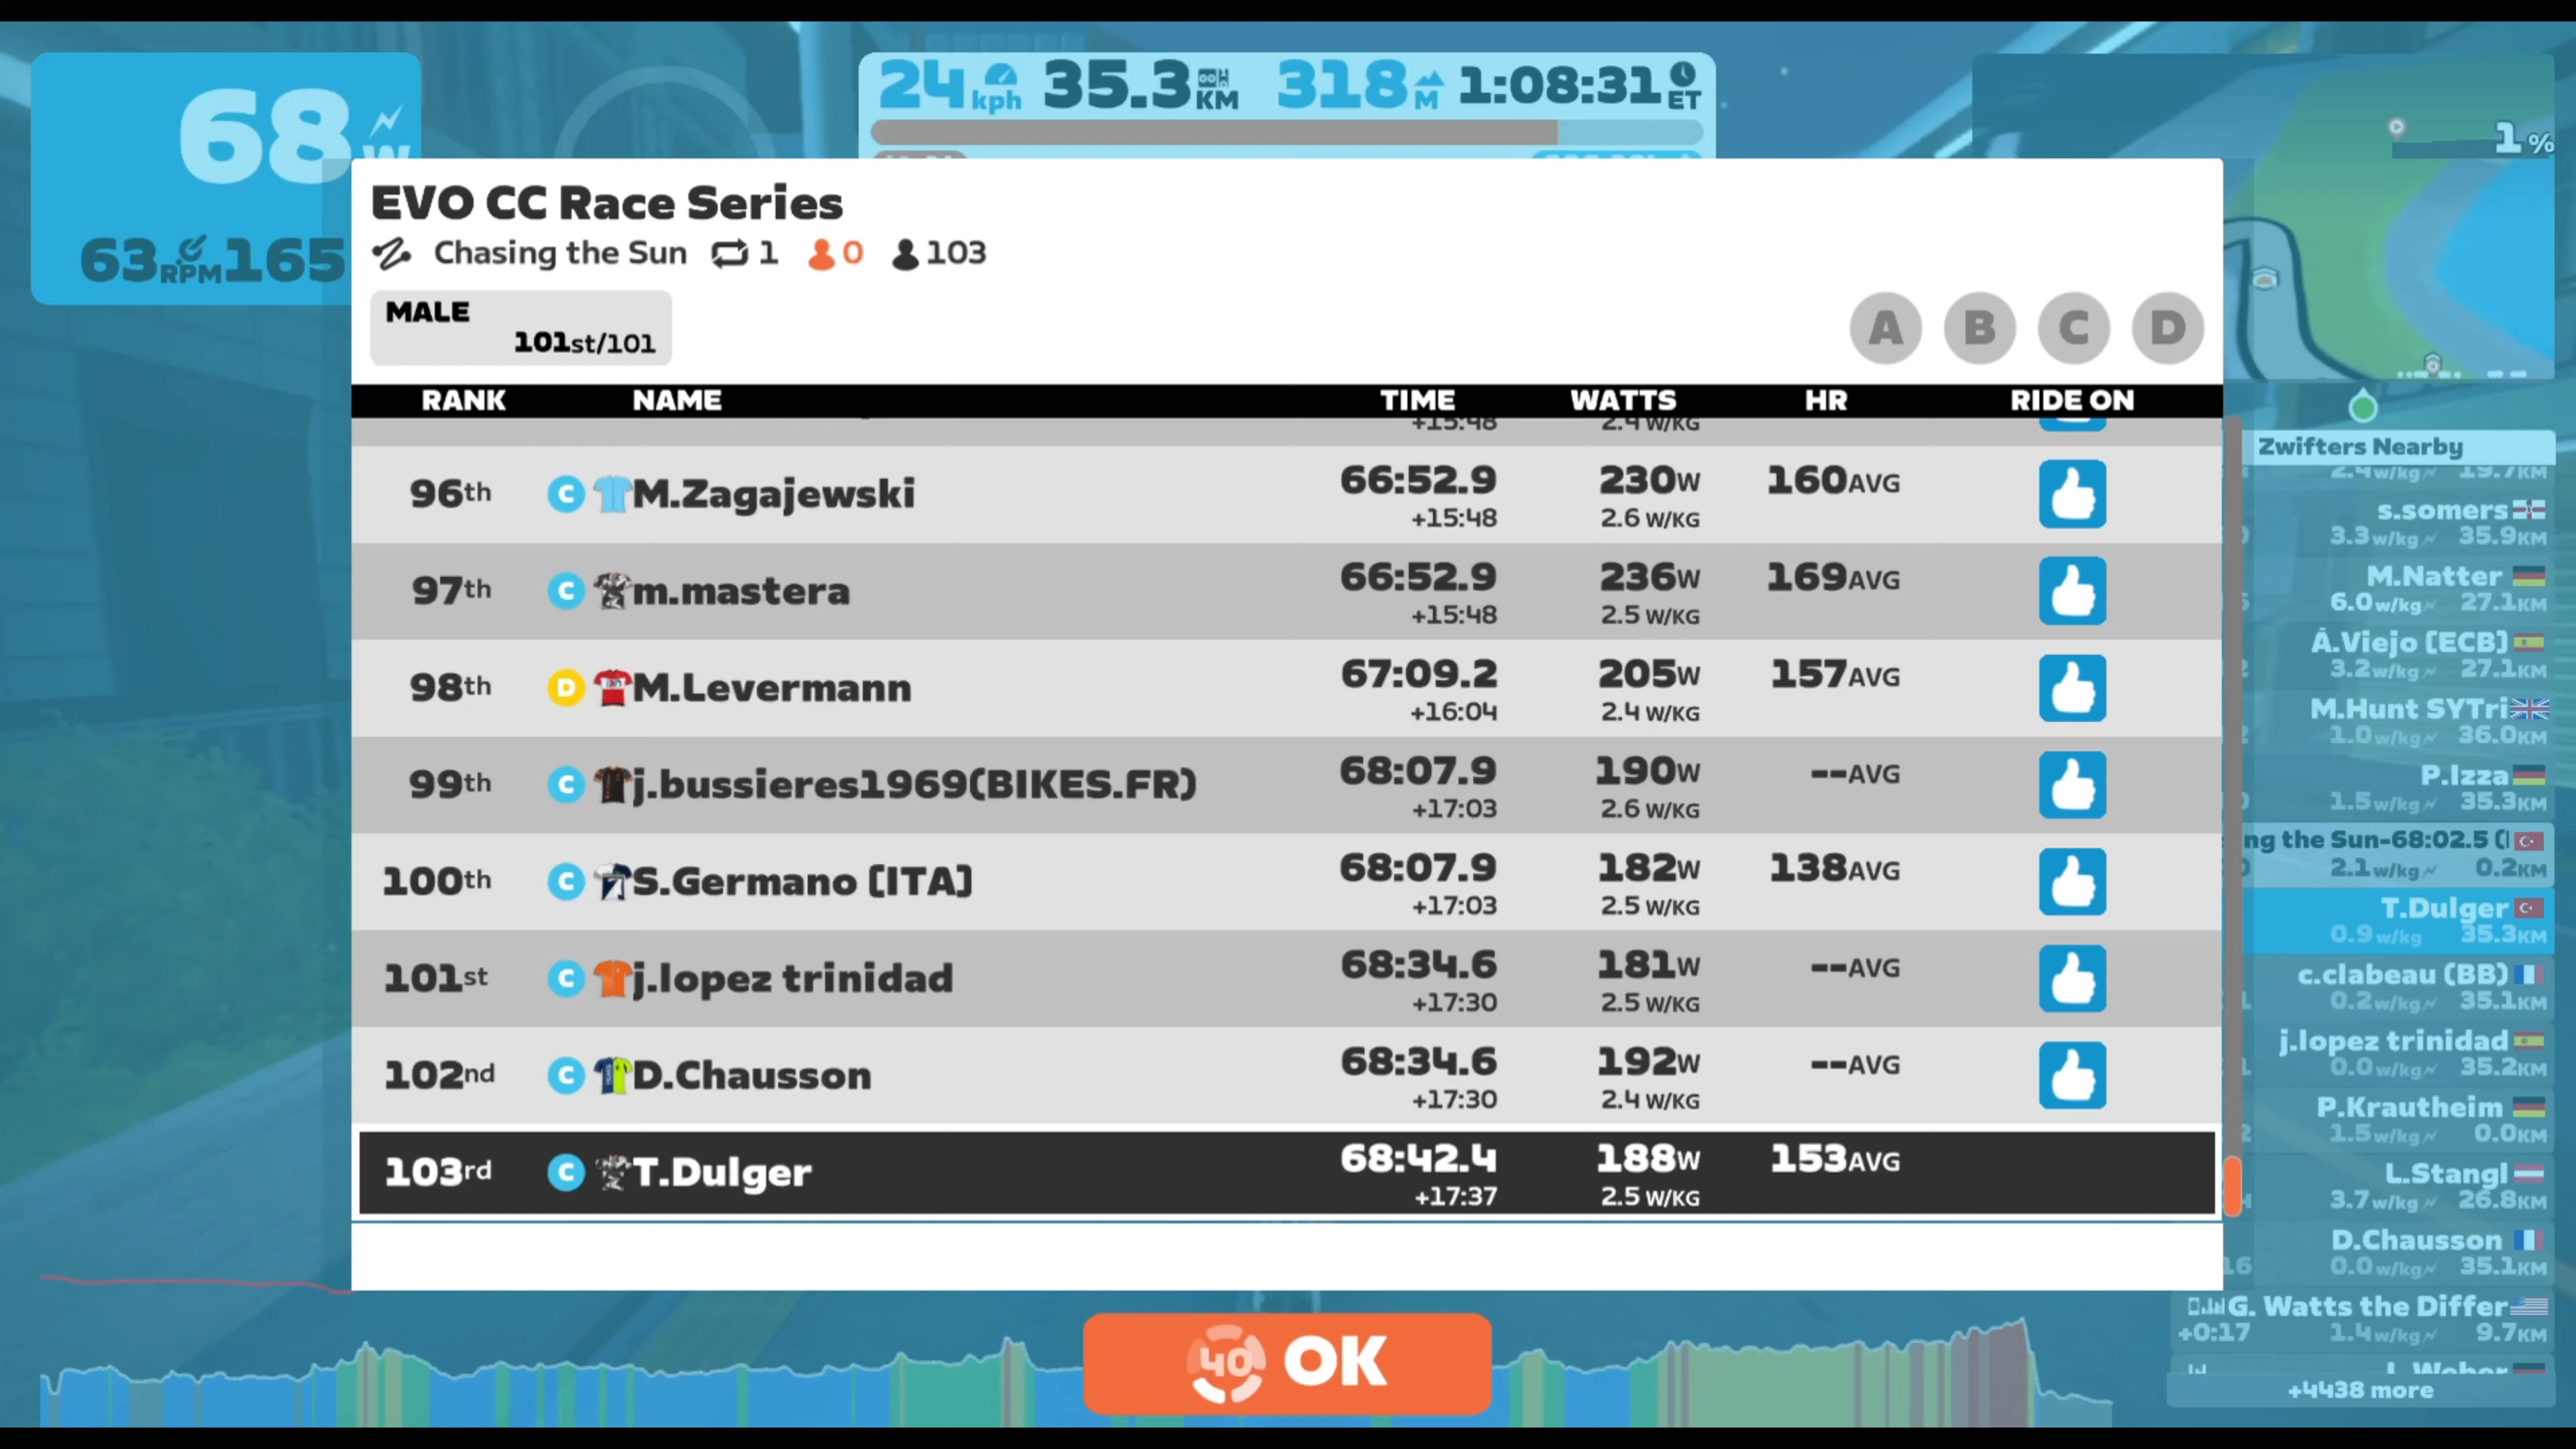 68 W
63 RPM 165
24 kph 35.3 KM 318 M 1:08:31 ET
1 %
EVO CC Race Series
Chasing the Sun 1 0 103
MALE
101st/101
A B C D
RANK NAME TIME WATTS HR RIDE ON
+15:48 2.4 W/KG
96th C M.Zagajewski 66:52.9 230W 160AVG
+15:48 2.6 W/KG
97th C m.mastera 66:52.9 236W 169AVG
+15:48 2.5 W/KG
98th D M.Levermann 67:09.2 205W 157AVG
+16:04 2.4 W/KG
99th C j.bussieres1969(BIKES.FR) 68:07.9 190W --AVG
+17:03 2.6 W/KG
100th C S.Germano [ITA] 68:07.9 182W 138AVG
+17:03 2.5 W/KG
101st C j.lopez trinidad 68:34.6 181W --AVG
+17:30 2.5 W/KG
102nd C D.Chausson 68:34.6 192W --AVG
+17:30 2.4 W/KG
103rd C T.Dulger 68:42.4 188W 153AVG
+17:37 2.5 W/KG
40 OK
Zwifters Nearby
2.4w/kg 19.7KM
s.somers
3.3w/kg 35.9KM
M.Natter
6.0w/kg 27.1KM
Á.Viejo [ECB]
3.2w/kg 27.1KM
M.Hunt SYTri
1.0w/kg 36.0KM
P.Izza
1.5w/kg 35.3KM
ng the Sun-68:02.5 (
2.1w/kg 0.2KM
T.Dulger
0.9w/kg 35.3KM
c.clabeau (BB)
0.2w/kg 35.1KM
j.lopez trinidad
0.0w/kg 35.2KM
P.Krautheim
1.5w/kg 0.0KM
L.Stangl
3.7w/kg 26.8KM
D.Chausson
16 0.0w/kg 35.1KM
G. Watts the Differ
+0:17 1.4w/kg 9.7KM
+4438 more